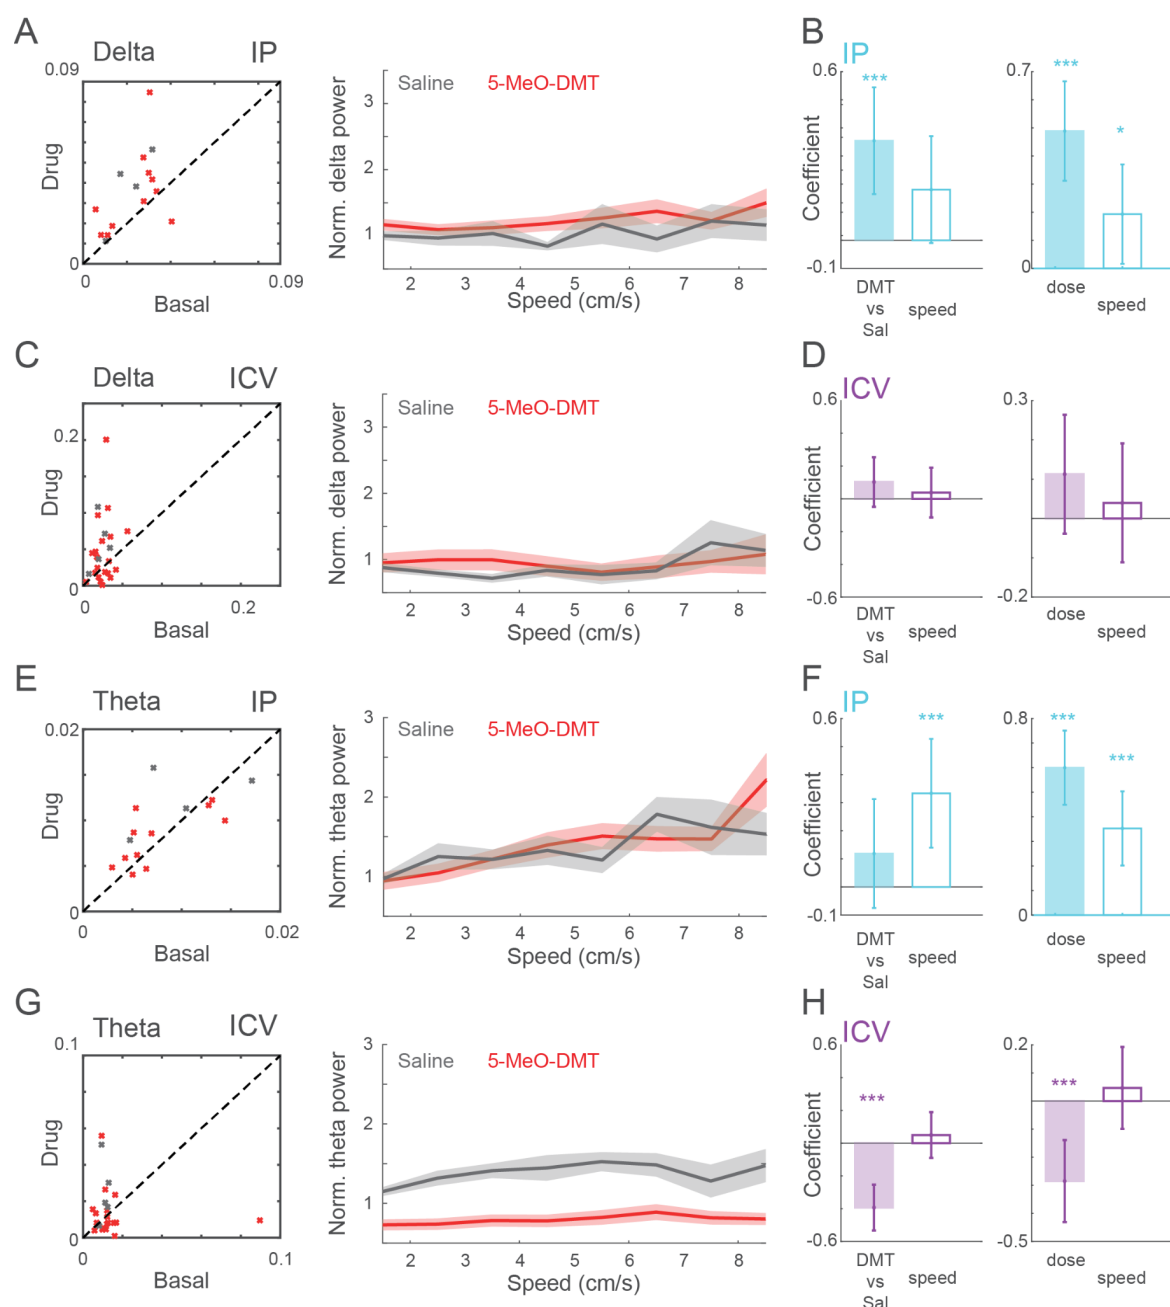 A
Delta IP
0.09
Drug
0
0 0.09
Basal
Saline 5-MeO-DMT
Norm. delta power
3
2
1
2 3 4 5 6 7 8
Speed (cm/s)
B
IP
0.6
***
Coefficient
-0.1
DMT
vs
Sal
speed
0.7
***
*
0
dose
speed
C
Delta ICV
0.2
Drug
0
0 0.2
Basal
Saline 5-MeO-DMT
Norm. delta power
3
2
1
2 3 4 5 6 7 8
Speed (cm/s)
D
ICV
0.6
Coefficient
-0.6
DMT
vs
Sal
speed
0.3
-0.2
dose
speed
E
Theta IP
0.02
Drug
0
0 0.02
Basal
Saline 5-MeO-DMT
Norm. theta power
3
2
1
2 3 4 5 6 7 8
Speed (cm/s)
F
IP
0.6
***
Coefficient
-0.1
DMT
vs
Sal
speed
0.8
***
***
0
dose
speed
G
Theta ICV
0.1
Drug
0
0 0.1
Basal
Saline 5-MeO-DMT
Norm. theta power
3
2
1
2 3 4 5 6 7 8
Speed (cm/s)
H
ICV
0.6
***
Coefficient
-0.6
DMT
vs
Sal
speed
0.2
***
-0.5
dose
speed